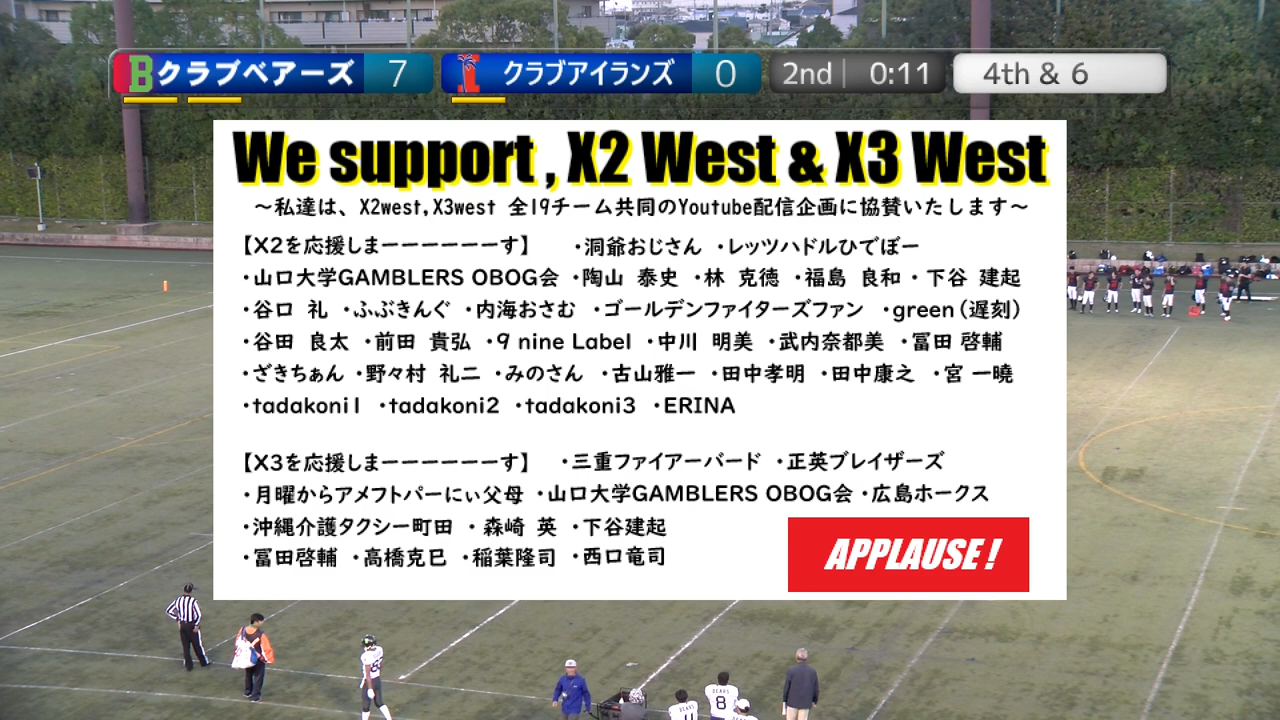 B クラブベアーズ 7 I クラブアイランズ 0 2nd 0:11 4th & 6
We support , X2 West & X3 West
～私達は、X2west,X3west 全19チーム共同のYoutube配信企画に協賛いたします～
【X2を応援しまーーーーーーす】 ・洞爺おじさん ・レッツハドルひでぼー
・山口大学GAMBLERS OBOG会 ・陶山 泰史 ・林 克徳 ・福島 良和 ・下谷 建起
・谷口 礼 ・ふぶきんぐ ・内海おさむ ・ゴールデンファイターズファン ・green（遅刻）
・谷田 良太 ・前田 貴弘 ・9 nine Label ・中川 明美 ・武内奈都美 ・冨田 啓輔
・ざきちぁん ・野々村 礼二 ・みのさん ・古山雅一 ・田中孝明 ・田中康之 ・宮 一曉
・tadakoni1 ・tadakoni2 ・tadakoni3 ・ERINA
【X3を応援しまーーーーーーす】 ・三重ファイアーバード ・正英ブレイザーズ
・月曜からアメフトパーにぃ父母 ・山口大学GAMBLERS OBOG会 ・広島ホークス
・沖縄介護タクシー町田 ・森崎 英 ・下谷建起
・冨田啓輔 ・高橋克巳 ・稲葉隆司 ・西口竜司
APPLAUSE!
BEARS
8